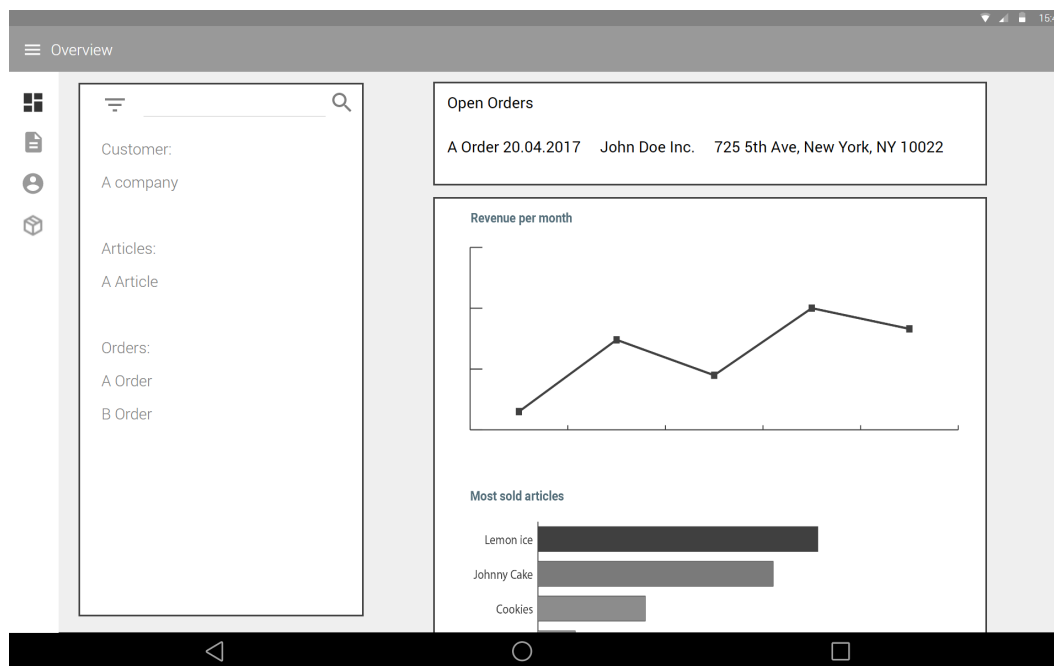 Overview
Customer:
A company
Articles:
A Article
Orders:
A Order
B Order
Open Orders
A Order 20.04.2017 John Doe Inc. 725 5th Ave, New York, NY 10022
Revenue per month
Most sold articles
Lemon ice
Johnny Cake
Cookies